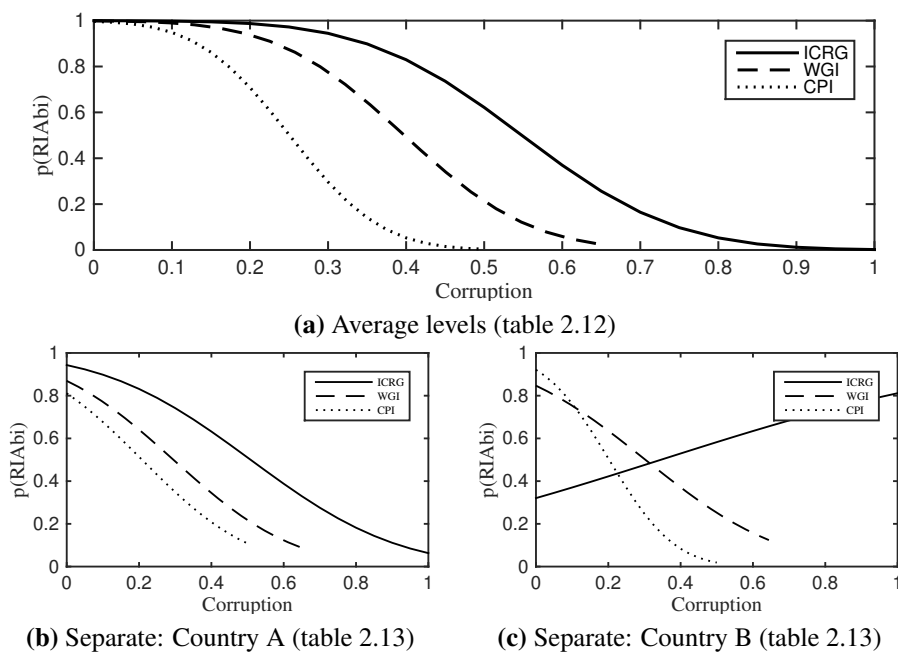 1
0.8
0.6
0.4
0.2
0
p(RIAbi)
ICRG
WGI
CPI
0 0.1 0.2 0.3 0.4 0.5 0.6 0.7 0.8 0.9 1
Corruption
(a) Average levels (table 2.12)
1
0.8
0.6
0.4
0.2
0
p(RIAbi)
ICRG
WGI
CPI
0 0.2 0.4 0.6 0.8 1
Corruption
(b) Separate: Country A (table 2.13)
1
0.8
0.6
0.4
0.2
0
p(RIAbi)
ICRG
WGI
CPI
0 0.2 0.4 0.6 0.8 1
Corruption
(c) Separate: Country B (table 2.13)